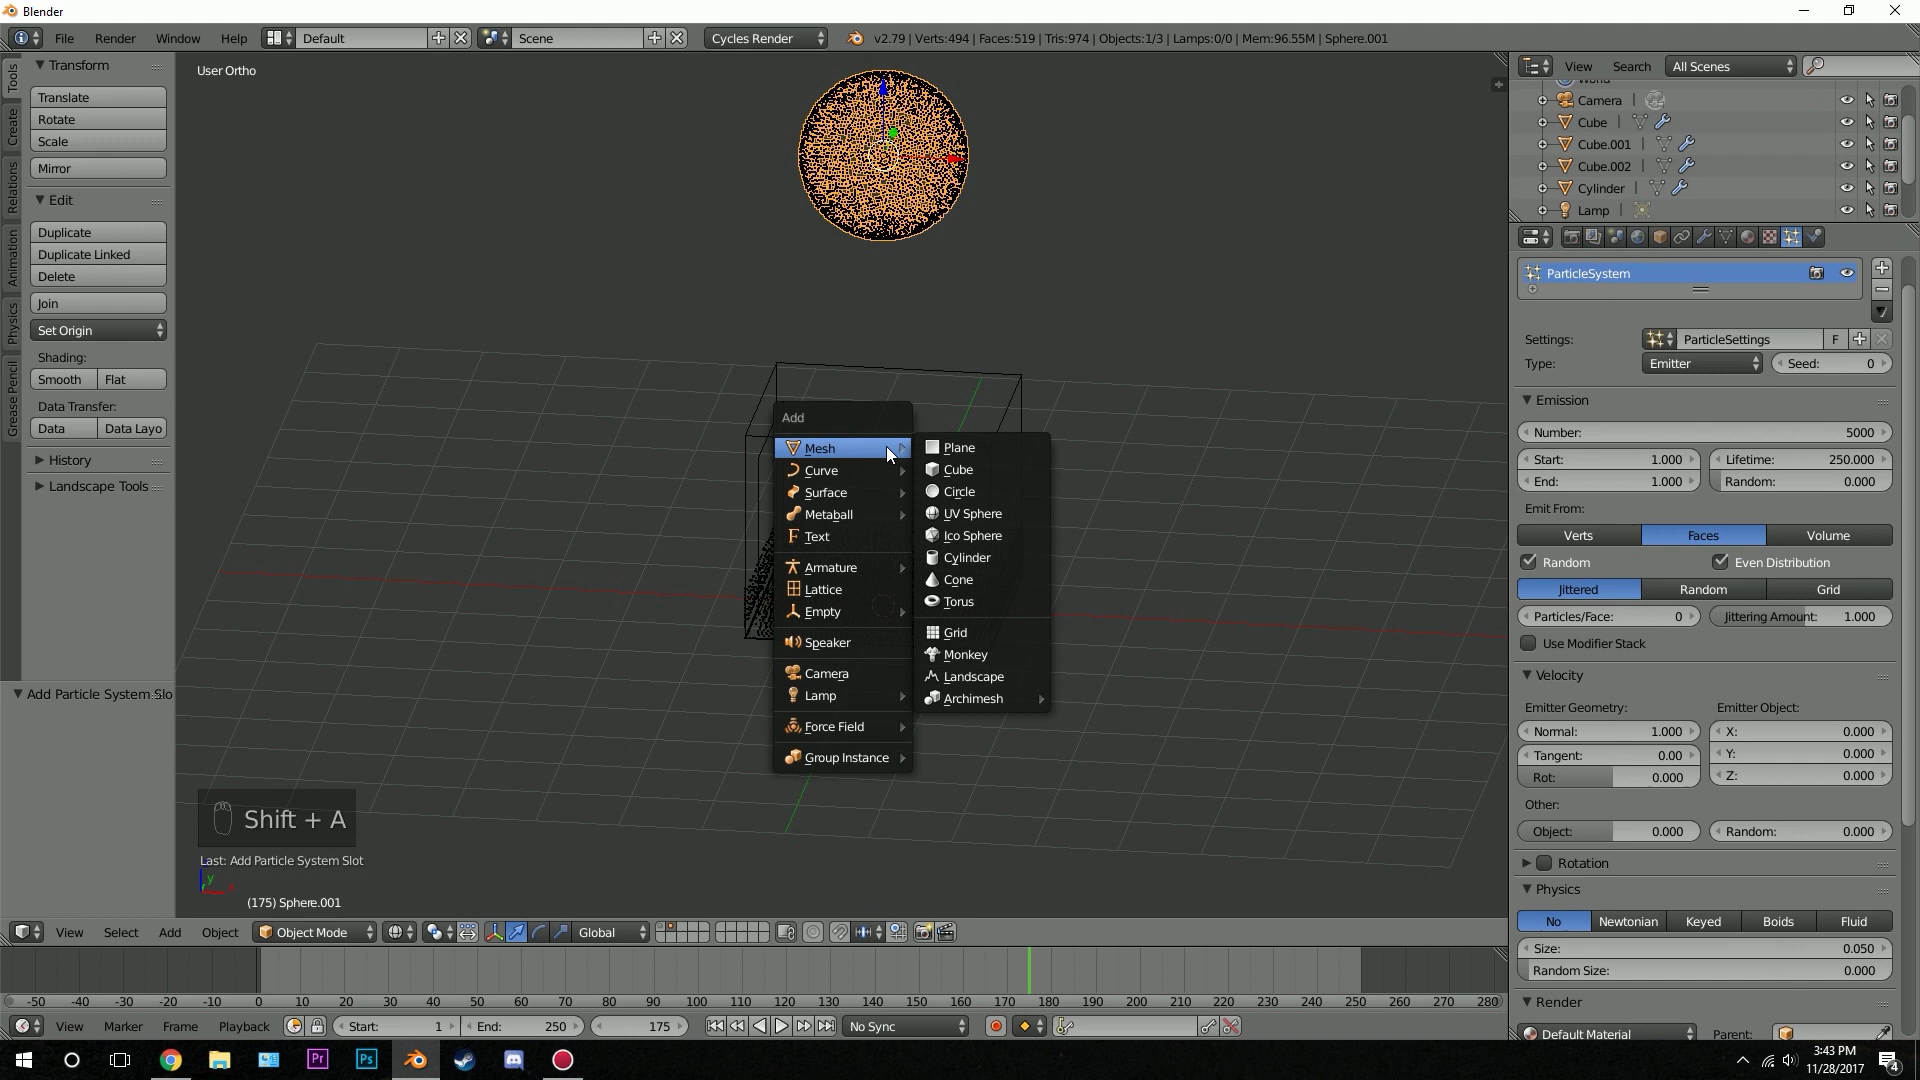 Blender
File Render Window Help Default Scene Cycles Render v2.79 | Verts:494 | Faces:519 | Tris:974 | Objects:1/3 | Lamps:0/0 | Mem:96.55M | Sphere.001
Tools
Create
Relations
Animation
Physics
Grease Pencil
Transform
Translate
Rotate
Scale
Mirror
Edit
Duplicate
Duplicate Linked
Delete
Join
Set Origin
Shading:
Smooth Flat
Data Transfer:
Data Data Layo
History
Landscape Tools
Add Particle System Slo
User Ortho
Add
Mesh
Curve
Surface
Metaball
Text
Armature
Lattice
Empty
Speaker
Camera
Lamp
Force Field
Group Instance
Plane
Cube
Circle
UV Sphere
Ico Sphere
Cylinder
Cone
Torus
Grid
Monkey
Landscape
Archimesh
Shift + A
Last: Add Particle System Slot
y
x
(175) Sphere.001
View Select Add Object Object Mode Global
-50 -40 -30 -20 -10 0 10 20 30 40 50 60 70 80 90 100 110 120 130 140 150 160 170 180 190 200 210 220 230 240 250 260 270 280
View Marker Frame Playback Start: 1 End: 250 175 No Sync
View Search All Scenes
World
Camera
Cube
Cube.001
Cube.002
Cylinder
Lamp
ParticleSystem
Settings: ParticleSettings F
Type: Emitter Seed: 0
Emission
Number: 5000
Start: 1.000 Lifetime: 250.000
End: 1.000 Random: 0.000
Emit From:
Verts Faces Volume
Random Even Distribution
Jittered Random Grid
Particles/Face: 0 Jittering Amount: 1.000
Use Modifier Stack
Velocity
Emitter Geometry: Emitter Object:
Normal: 1.000 X: 0.000
Tangent: 0.00 Y: 0.000
Rot: 0.000 Z: 0.000
Other:
Object: 0.000 Random: 0.000
Rotation
Physics
No Newtonian Keyed Boids Fluid
Size: 0.050
Random Size: 0.000
Render
Default Material Parent:
Pr Ps
3:43 PM
11/28/2017
4